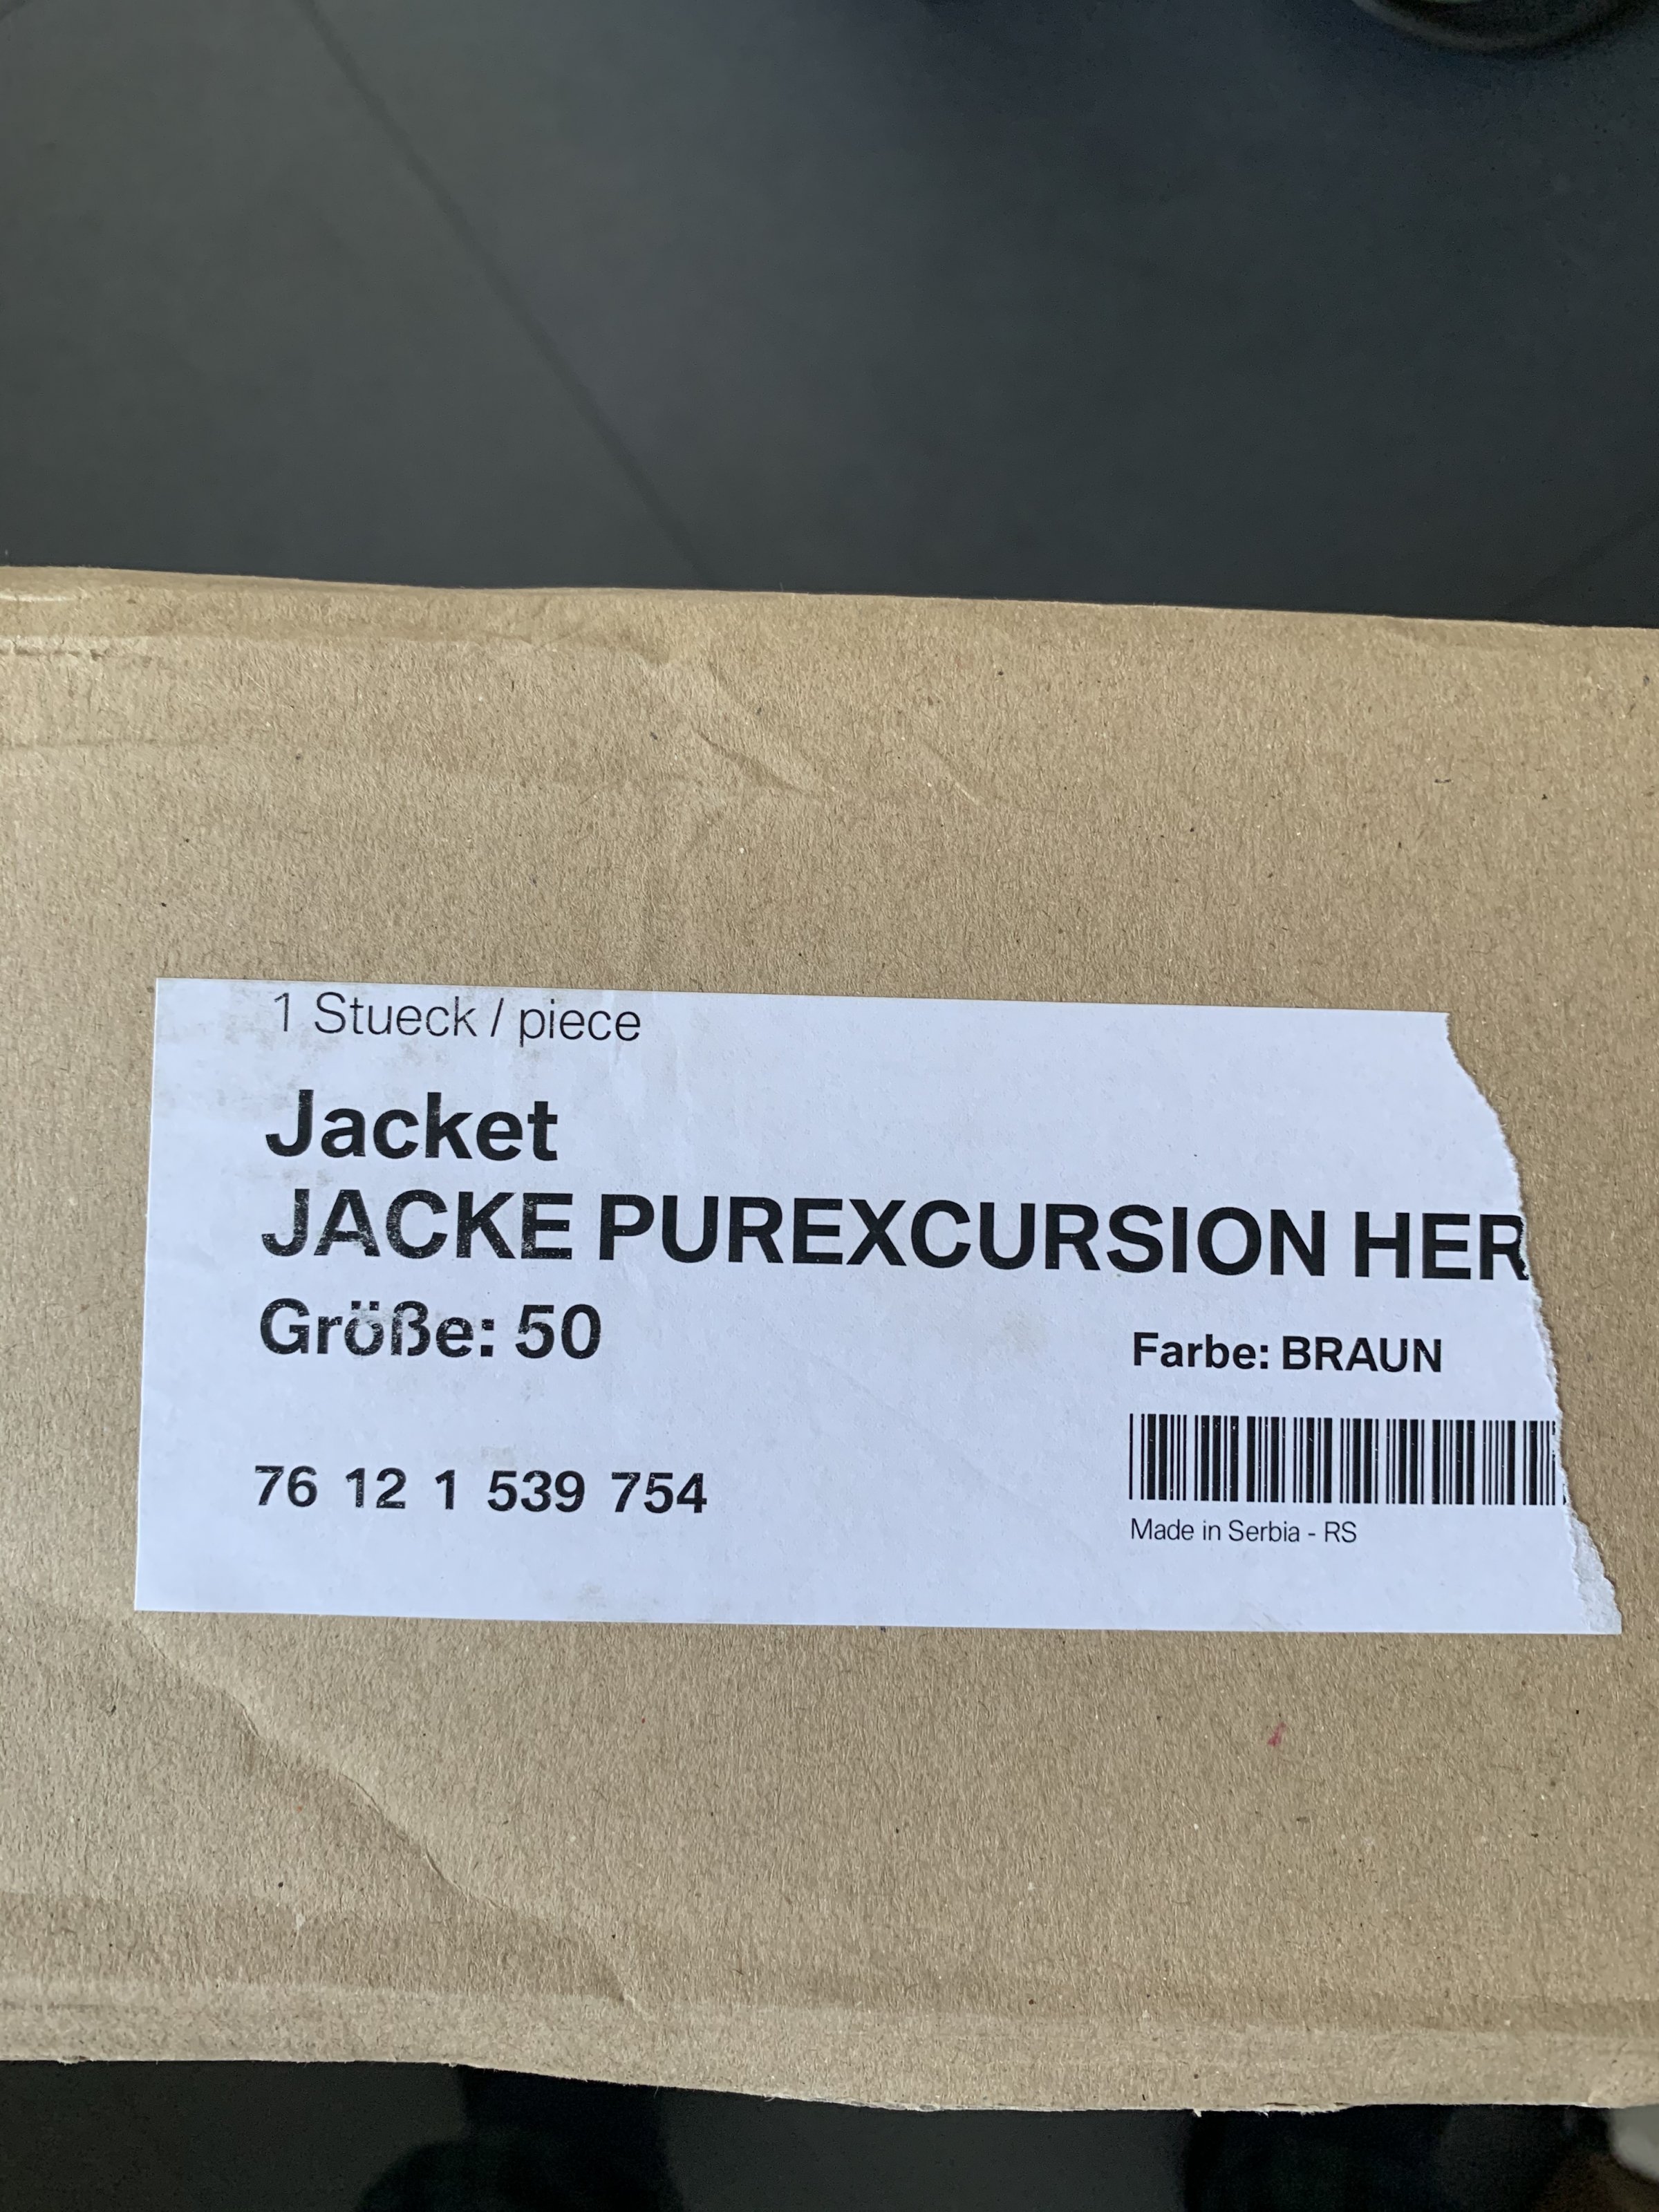 1 Stueck / piece
Jacket
JACKE PUREXCURSION HER
Größe: 50
Farbe: BRAUN
76 12 1 539 754
Made in Serbia - RS